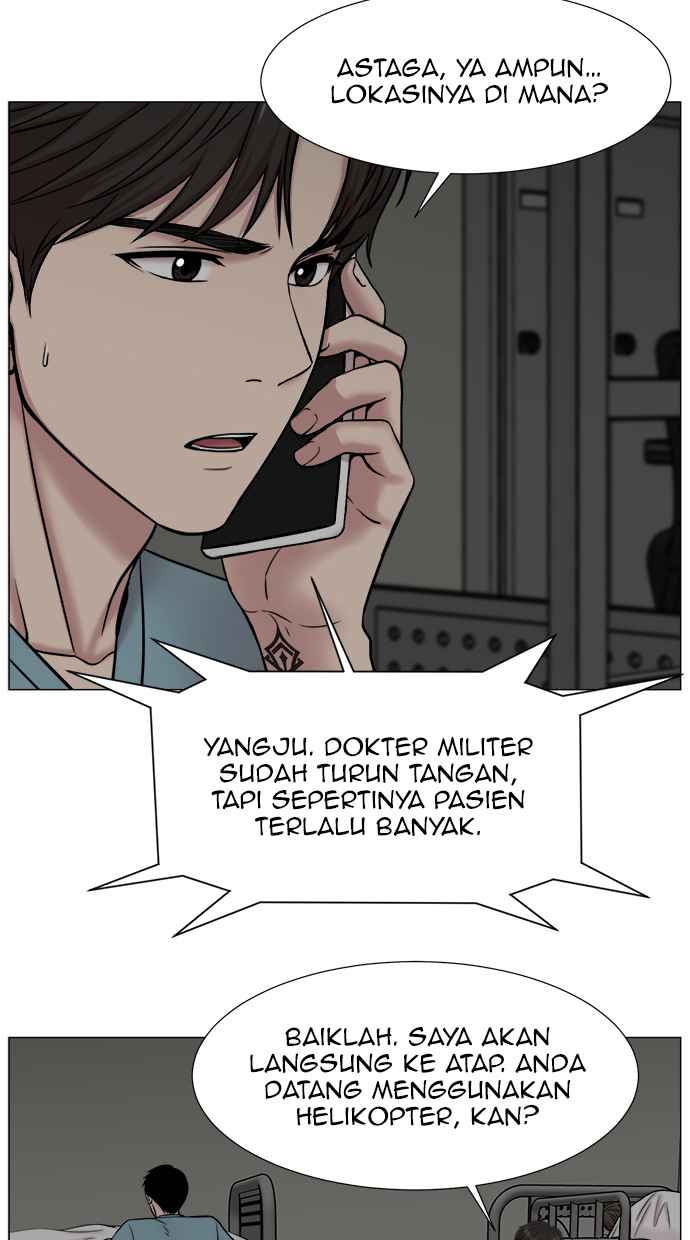 ASTAGA, YA AMPUN...
LOKASINYA DI MANA?
YANGJU. DOKTER MILITER
SUDAH TURUN TANGAN,
TAPI SEPERTINYA PASIEN
TERLALU BANYAK.
BAIKLAH. SAYA AKAN
LANGSUNG KE ATAP. ANDA
DATANG MENGGUNAKAN
HELIKOPTER, KAN?